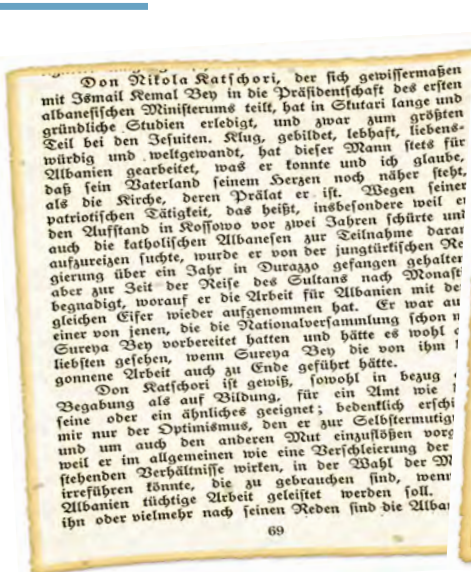 Don Nikola Katschori, der sich gewissermaßen
mit Ismail Kemal Bey in die Präsidentschaft des ersten
albanesischen Ministeriums teilt, hat in Skutari lange und
gründliche Studien erledigt, und zwar zum größten
Teil bei den Jesuiten. Klug, gebildet, lebhaft, liebens-
würdig und weltgewandt, hat dieser Mann stets für
Albanien gearbeitet, was er konnte und ich glaube,
daß sein Vaterland seinem Herzen noch näher steht,
als die Kirche, deren Prälat er ist. Wegen seiner
patriotischen Tätigkeit, das heißt, insbesondere weil er
den Aufstand in Kossowo vor zwei Jahren schürte und
auch die katholischen Albanesen zur Teilnahme daran
aufzureizen suchte, wurde er von der jungtürkischen Re
gierung über ein Jahr in Durazzo gefangen gehalten
aber zur Zeit der Reise des Sultans nach Monasti
begnadigt, worauf er die Arbeit für Albanien mit de
gleichen Eifer wieder aufgenommen hat. Er war au
einer von jenen, die die Nationalversammlung schon
Sureya Bey vorbereitet hatten und hätte es wohl
liebsten gesehen, wenn Sureya Bey die von ihm
gonnene Arbeit auch zu Ende geführt hätte.
Don Katschori ist gewiß, sowohl in bezug
Begabung als auf Bildung, für ein Amt wie
seine oder ein ähnliches geeignet; bedenklich erschi
mir nur der Optimismus, den er zur Selbstermutig
und um auch den anderen Mut einzuflößen vorg
weil er im allgemeinen wie eine Verschleierung der
stehenden Verhältnisse wirken, in der Wahl der M
irreführen könnte, die zu gebrauchen sind, wenn
Albanien tüchtige Arbeit geleistet werden soll.
ihn oder vielmehr nach seinen Reden sind die Alba
69